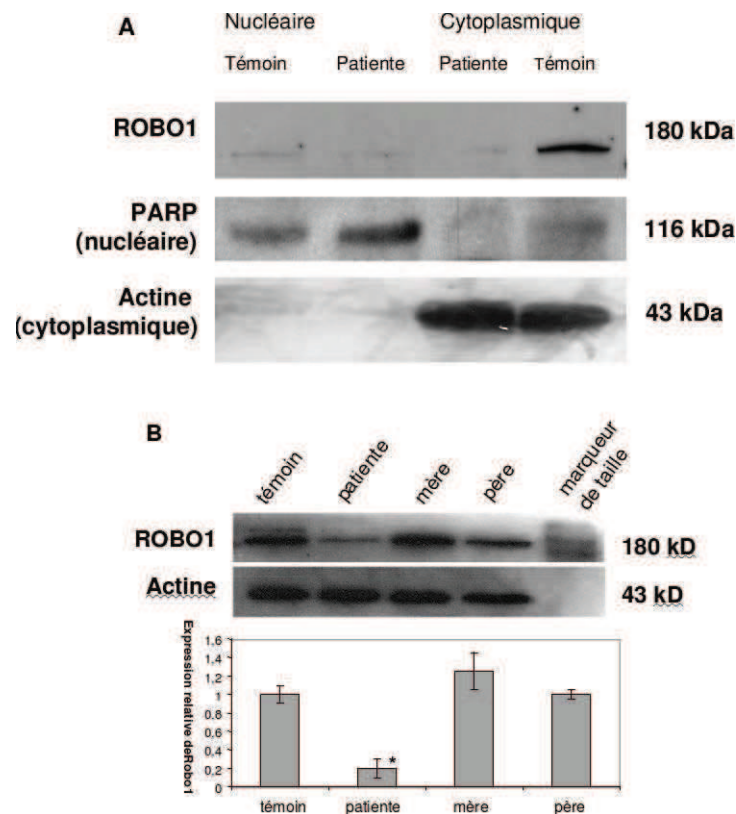 A
Nucléaire Cytoplasmique
Témoin Patiente Patiente Témoin
ROBO1 180 kDa
PARP
(nucléaire) 116 kDa
Actine
(cytoplasmique) 43 kDa
B
témoin patiente mère père marqueur
de taille
ROBO1 180 kD
Actine 43 kD
Expression relative deRobo1
1,6
1,4
1,2
1
0,8
0,6
0,4
0,2
0
*
témoin patiente mère père